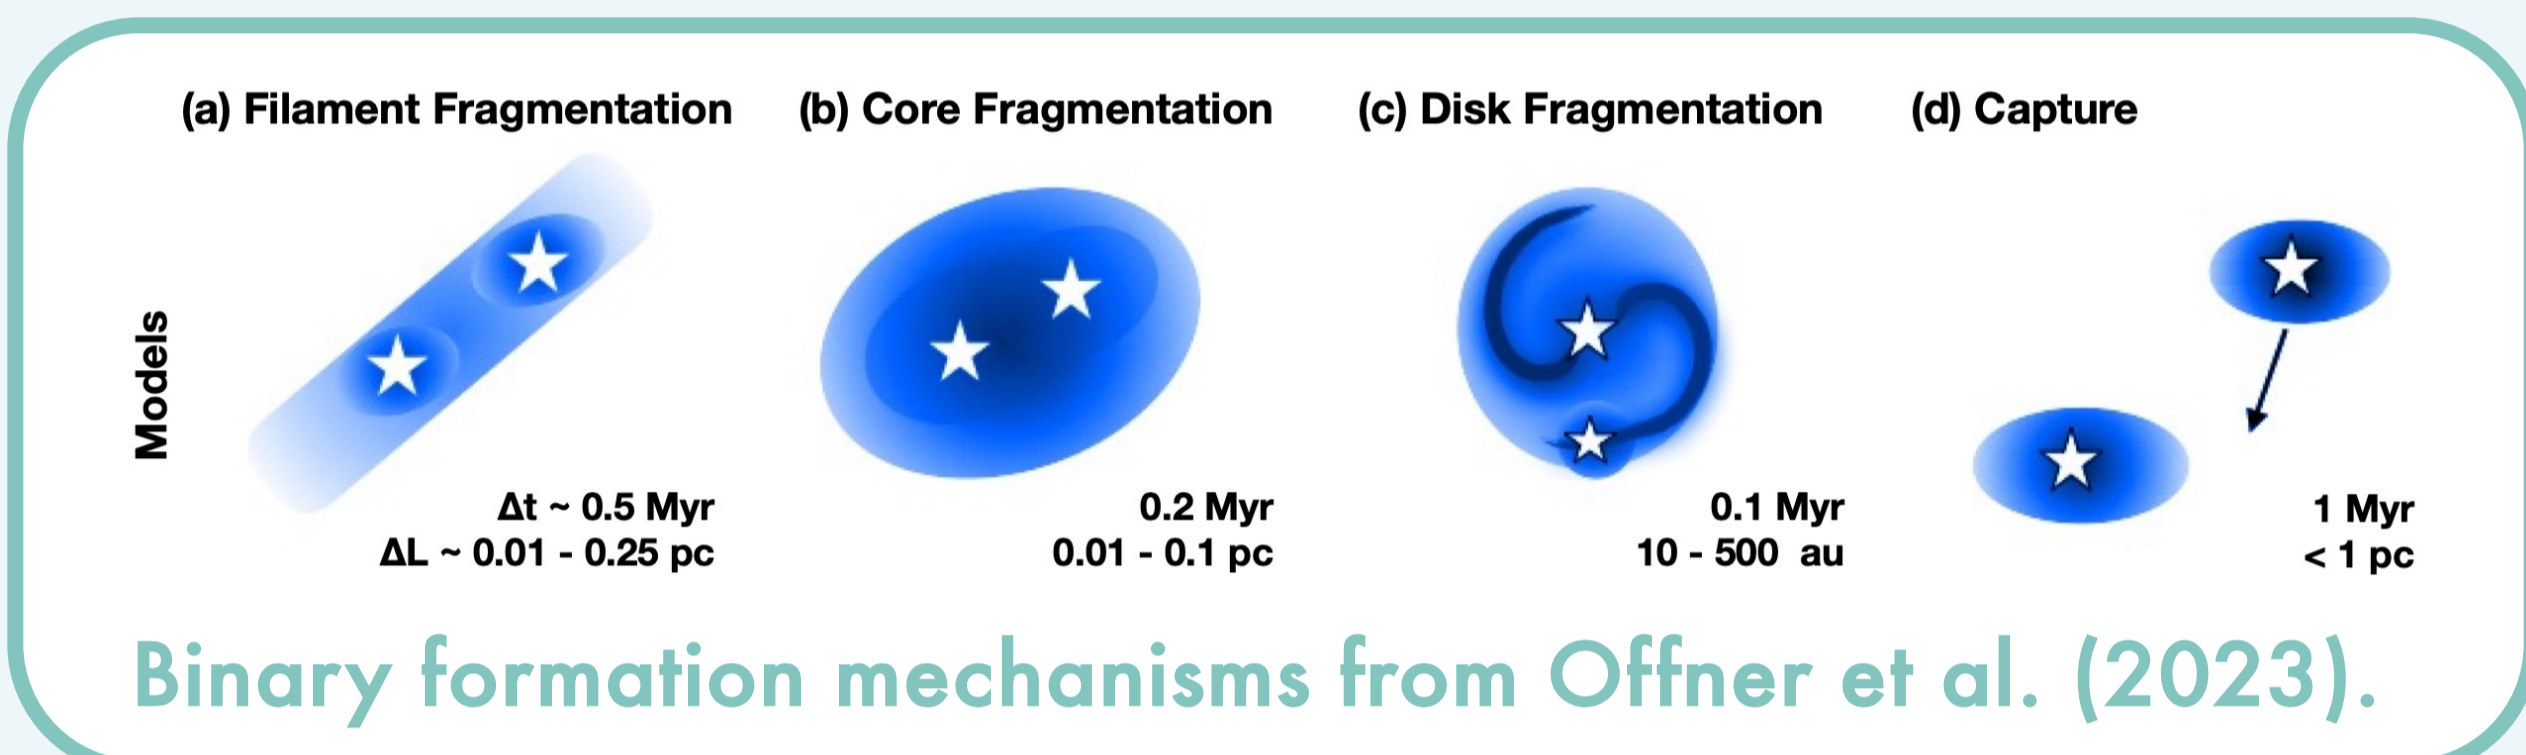 (a) Filament Fragmentation
(b) Core Fragmentation
(c) Disk Fragmentation
(d) Capture
Models
Δt ~ 0.5 Myr
ΔL ~ 0.01 - 0.25 pc
0.2 Myr
0.01 - 0.1 pc
0.1 Myr
10 - 500 au
1 Myr
< 1 pc
Binary formation mechanisms from Offner et al. (2023).